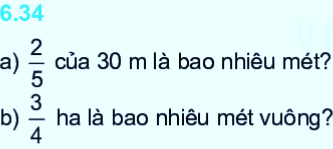 6.34
a) 2/5 của 30 m là bao nhiêu mét?
b) 3/4 ha là bao nhiêu mét vuông?